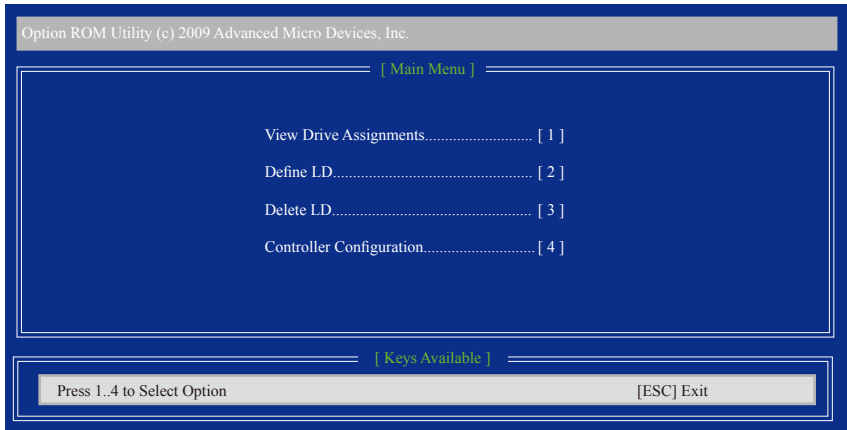 Option ROM Utility (c) 2009 Advanced Micro Devices, Inc.
[ Main Menu ]
View Drive Assignments........................... [ 1 ]
Define LD.................................................. [ 2 ]
Delete LD.................................................. [ 3 ]
Controller Configuration............................ [ 4 ]
[ Keys Available ]
Press 1..4 to Select Option [ESC] Exit